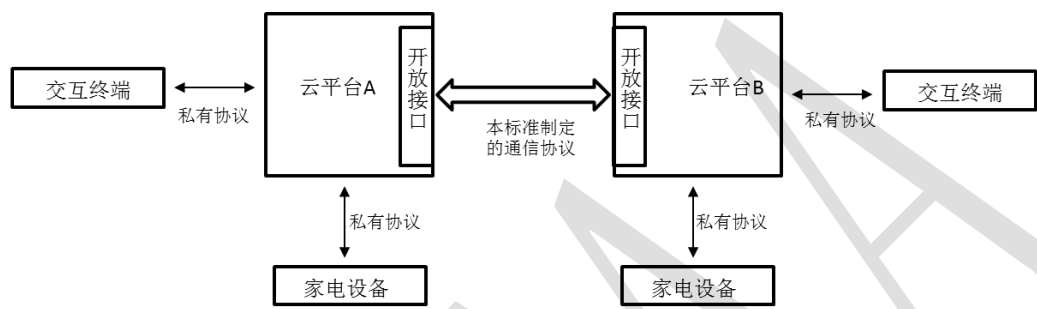 交互终端
私有协议
云平台A
开放接口
本标准制定
的通信协议
开放接口
云平台B
私有协议
交互终端
私有协议
私有协议
家电设备
家电设备